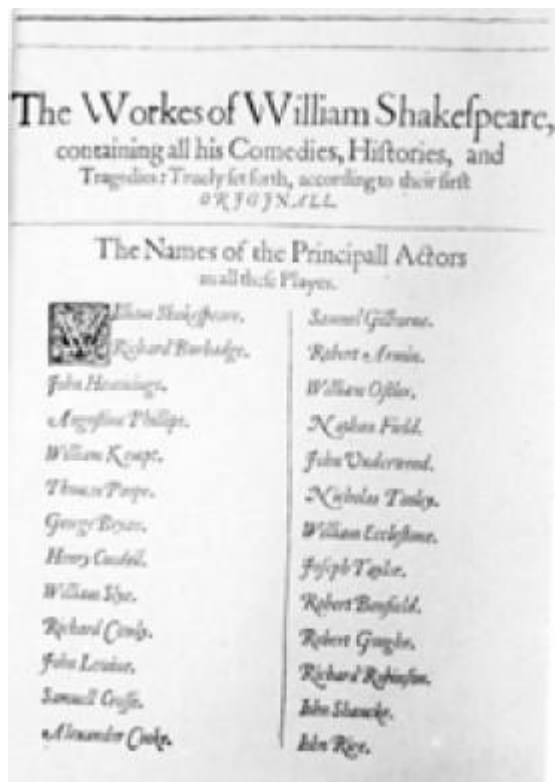 The Workes of William Shakeſpeare,
containing all his Comedies, Hiſtories, and
Tragedies: Truely ſet forth, according to their firſt
ORJGJNALL.
The Names of the Principall Actors
in all theſe Playes.
William Shakeſpeare.
Richard Burbadge.
John Hemmings.
Auguſtine Phillips.
William Kempt.
Thomas Poope.
George Bryan.
Henry Condell.
William Slye.
Richard Cowly.
John Lowine.
Samuell Croſſe.
Alexander Cooke.
Samuel Gilburne.
Robert Armin.
William Oſtler.
Nathan Field.
John Underwood.
Nicholas Tooley.
William Eccleſtone.
Joſeph Taylor.
Robert Benfield.
Robert Goughe.
Richard Robinſon.
Iohn Shancke.
Iohn Rice.